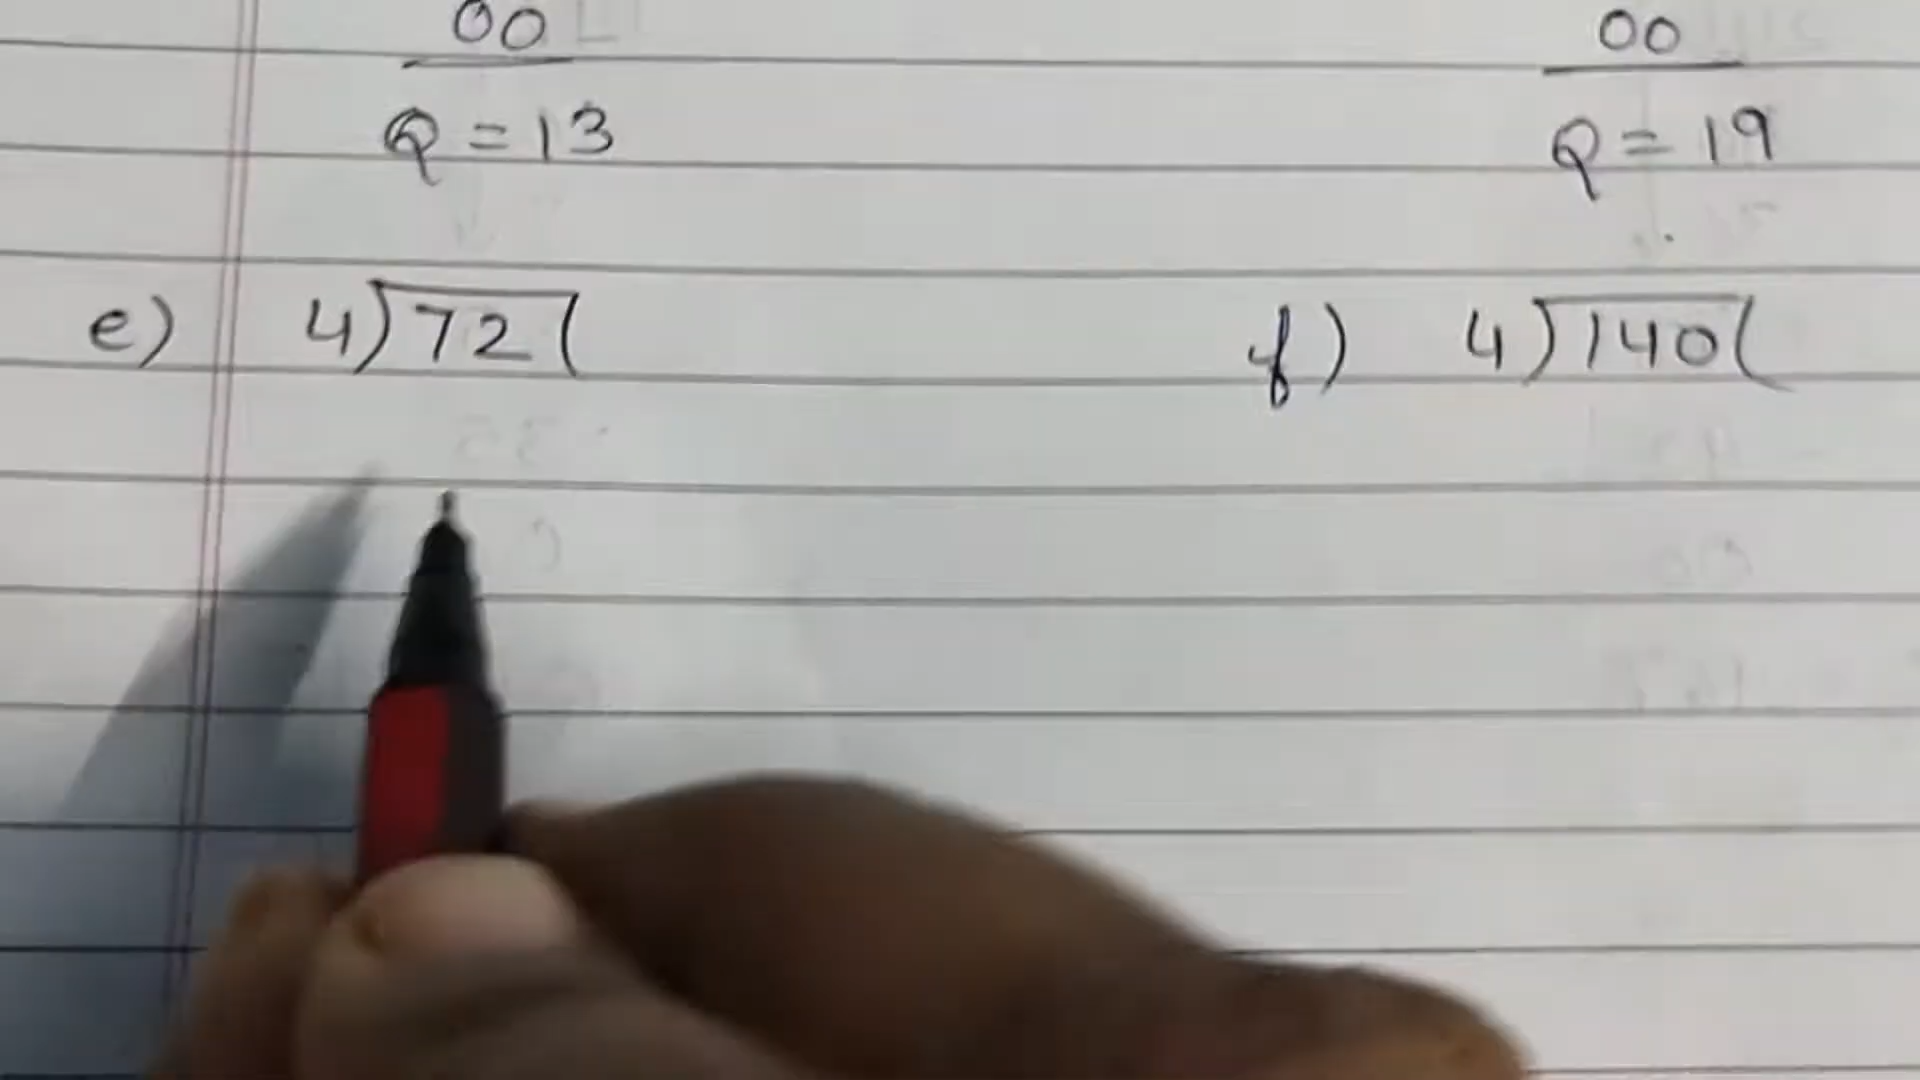 00 00
Q = 13 Q = 19
e) 4)72( f) 4)140(